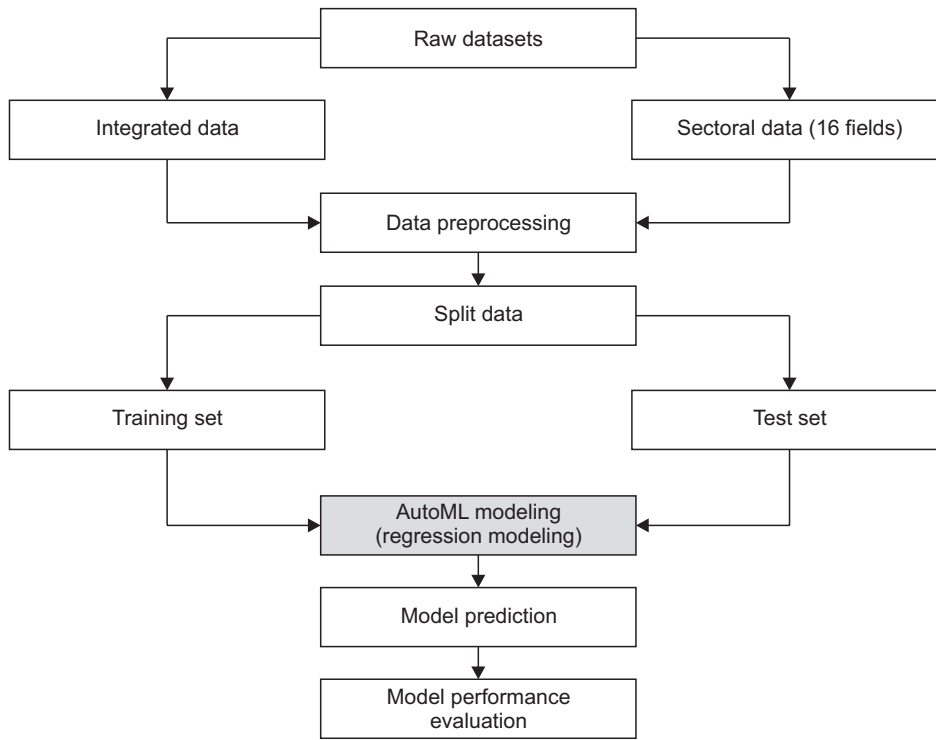 Raw datasets
Integrated data
Sectoral data (16 fields)
Data preprocessing
Split data
Training set
Test set
AutoML modeling
(regression modeling)
Model prediction
Model performance
evaluation